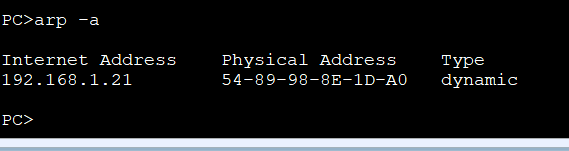 PC>arp -a
Internet Address    Physical Address    Type
192.168.1.21        54-89-98-8E-1D-A0   dynamic
PC>